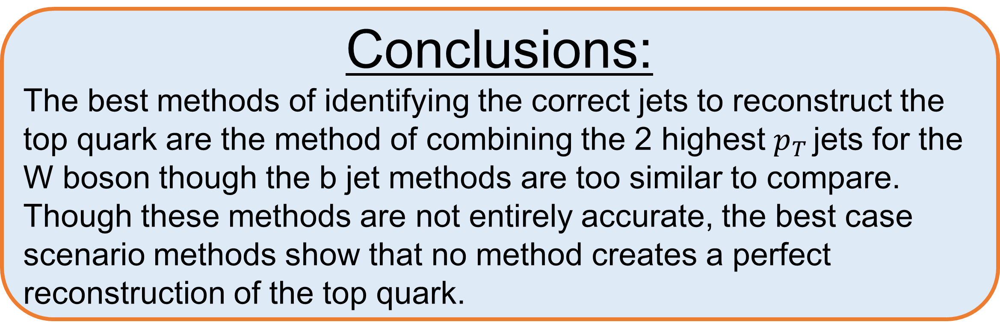 Conclusions:
The best methods of identifying the correct jets to reconstruct the
top quark are the method of combining the 2 highest 𝑝𝑇 jets for the
W boson though the b jet methods are too similar to compare.
Though these methods are not entirely accurate, the best case
scenario methods show that no method creates a perfect
reconstruction of the top quark.